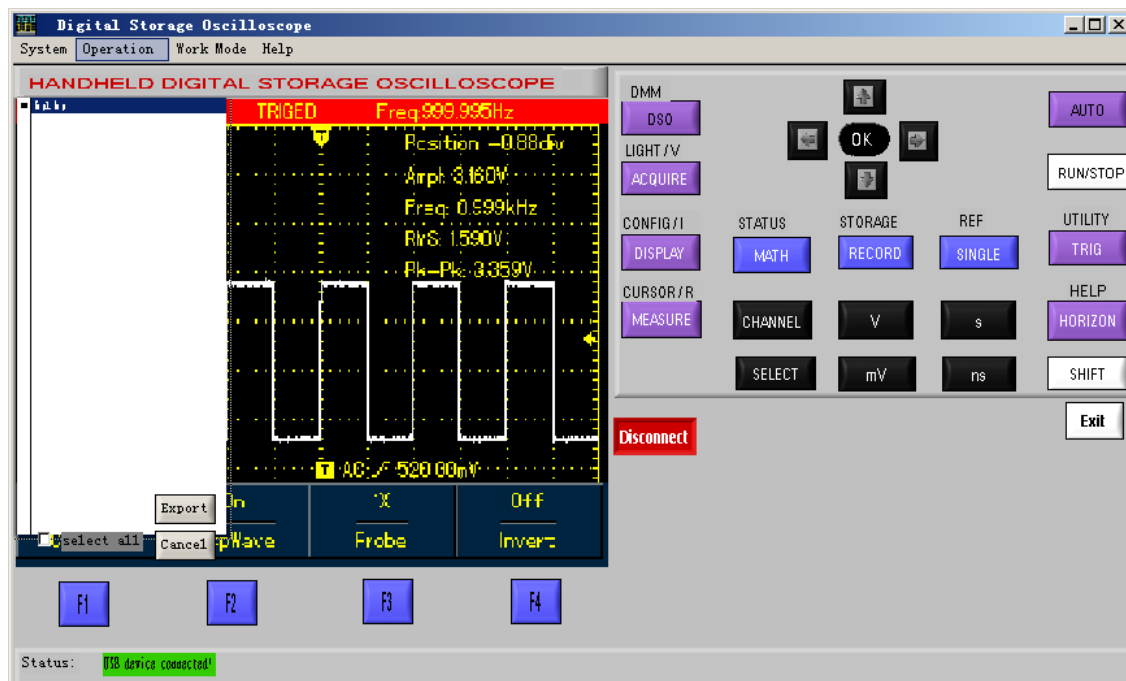 Digital Storage Oscilloscope
System Operation Work Mode Help
HANDHELD DIGITAL STORAGE OSCILLOSCOPE
TRIGED Freq:999.995Hz
Position -0.88div
Ampl: 3.160V
Freq: 0.999kHz
RMS: 1.590V
Pk-Pk: 3.359V
T
T AC 520.00mV
1X Off
Probe Invert
Export
select all
Cancel
F1 F2 F3 F4
DMM
DSO
LIGHT/V
ACQUIRE
CONFIG/I
DISPLAY
CURSOR/R
MEASURE
OK
AUTO
RUN/STOP
STATUS STORAGE REF UTILITY
MATH RECORD SINGLE TRIG
HELP
CHANNEL V s HORIZON
SELECT mV ns SHIFT
Disconnect
Exit
Status: USB device connected!